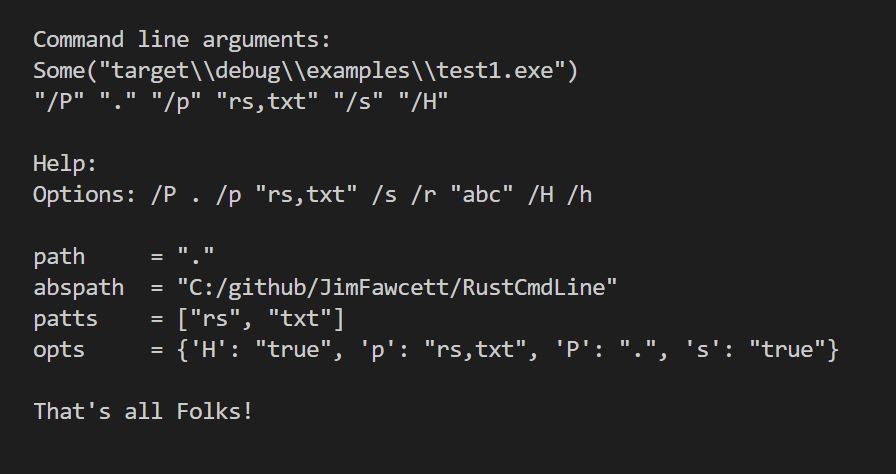 Command line arguments:
Some("target\\debug\\examples\\test1.exe")
"/P" "." "/p" "rs,txt" "/s" "/H"

Help:
Options: /P . /p "rs,txt" /s /r "abc" /H /h

path     = "."
abspath  = "C:/github/JimFawcett/RustCmdLine"
patts    = ["rs", "txt"]
opts     = {'H': "true", 'p': "rs,txt", 'P': ".", 's': "true"}

That's all Folks!